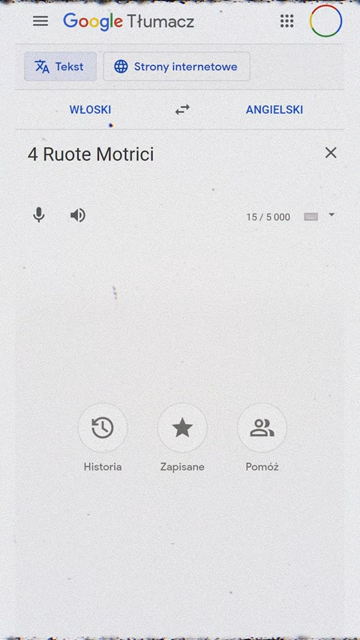 Google Tłumacz
Tekst
Strony internetowe
WŁOSKI
ANGIELSKI
4 Ruote Motrici
15 / 5 000
Historia
Zapisane
Pomóż